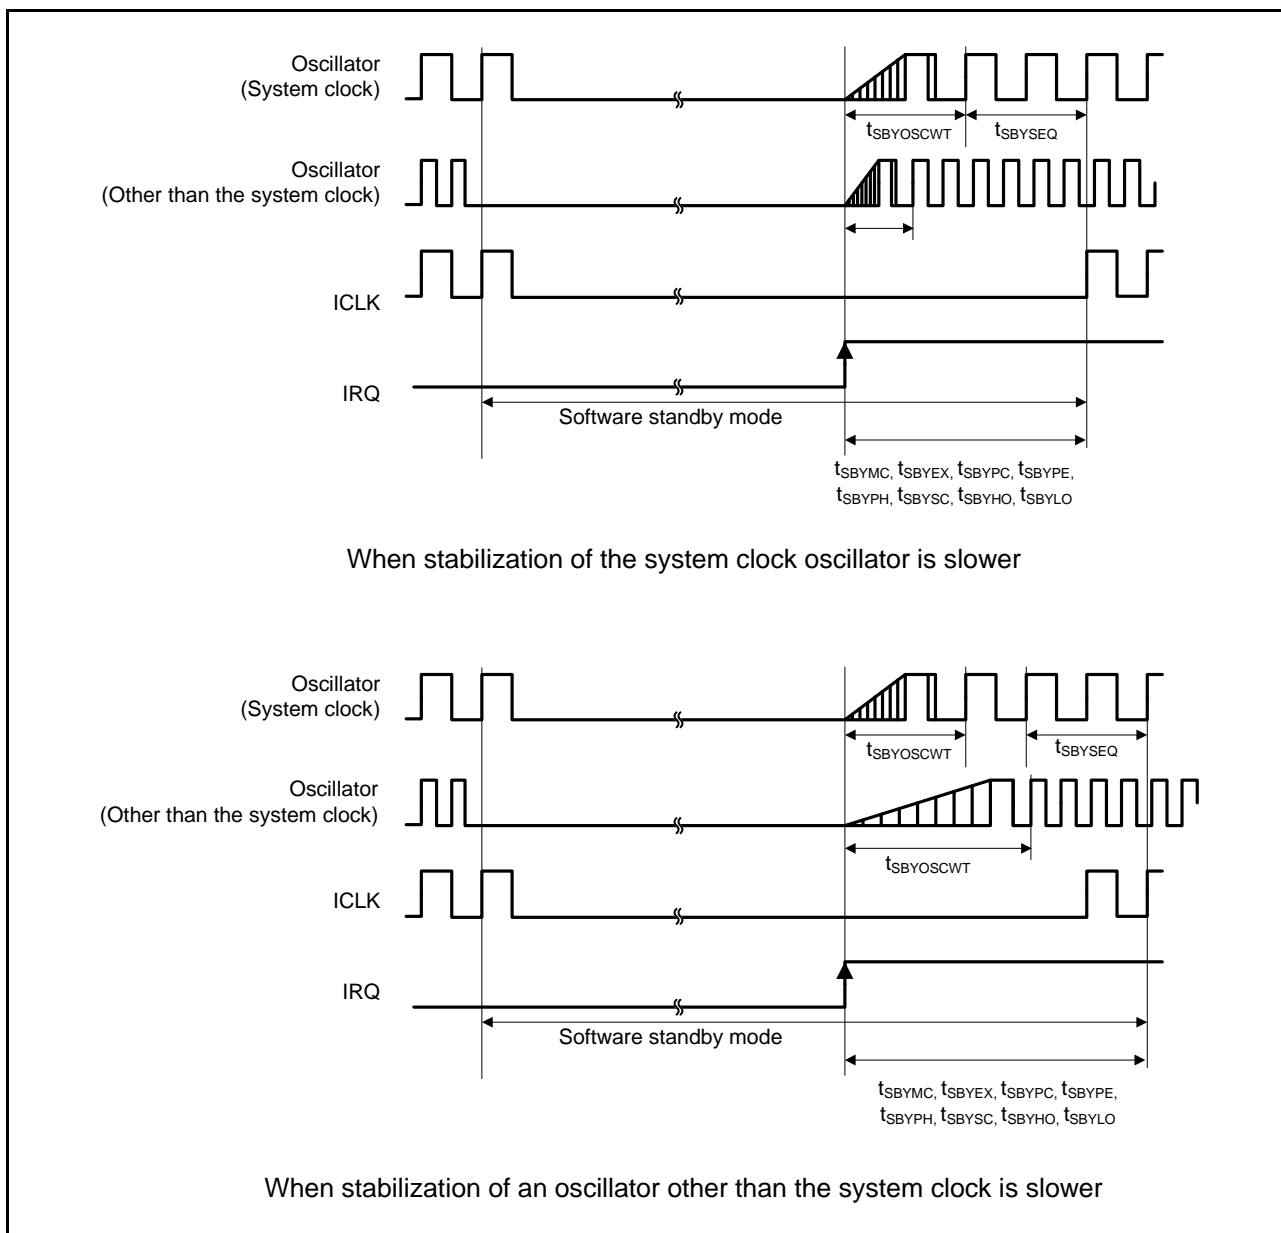 Oscillator
(System clock)
tSBYOSCWT
tSBYSEQ
Oscillator
(Other than the system clock)
ICLK
IRQ
Software standby mode
tSBYMC, tSBYEX, tSBYPC, tSBYPE,
tSBYPH, tSBYSC, tSBYHO, tSBYLO
When stabilization of the system clock oscillator is slower
Oscillator
(System clock)
tSBYOSCWT
tSBYSEQ
Oscillator
(Other than the system clock)
tSBYOSCWT
ICLK
IRQ
Software standby mode
tSBYMC, tSBYEX, tSBYPC, tSBYPE,
tSBYPH, tSBYSC, tSBYHO, tSBYLO
When stabilization of an oscillator other than the system clock is slower